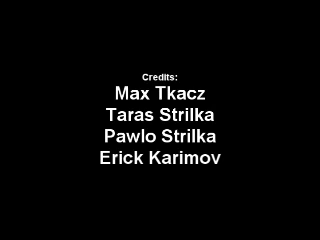 Credits:
Max Tkacz
Taras Strilka
Pawlo Strilka
Erick Karimov